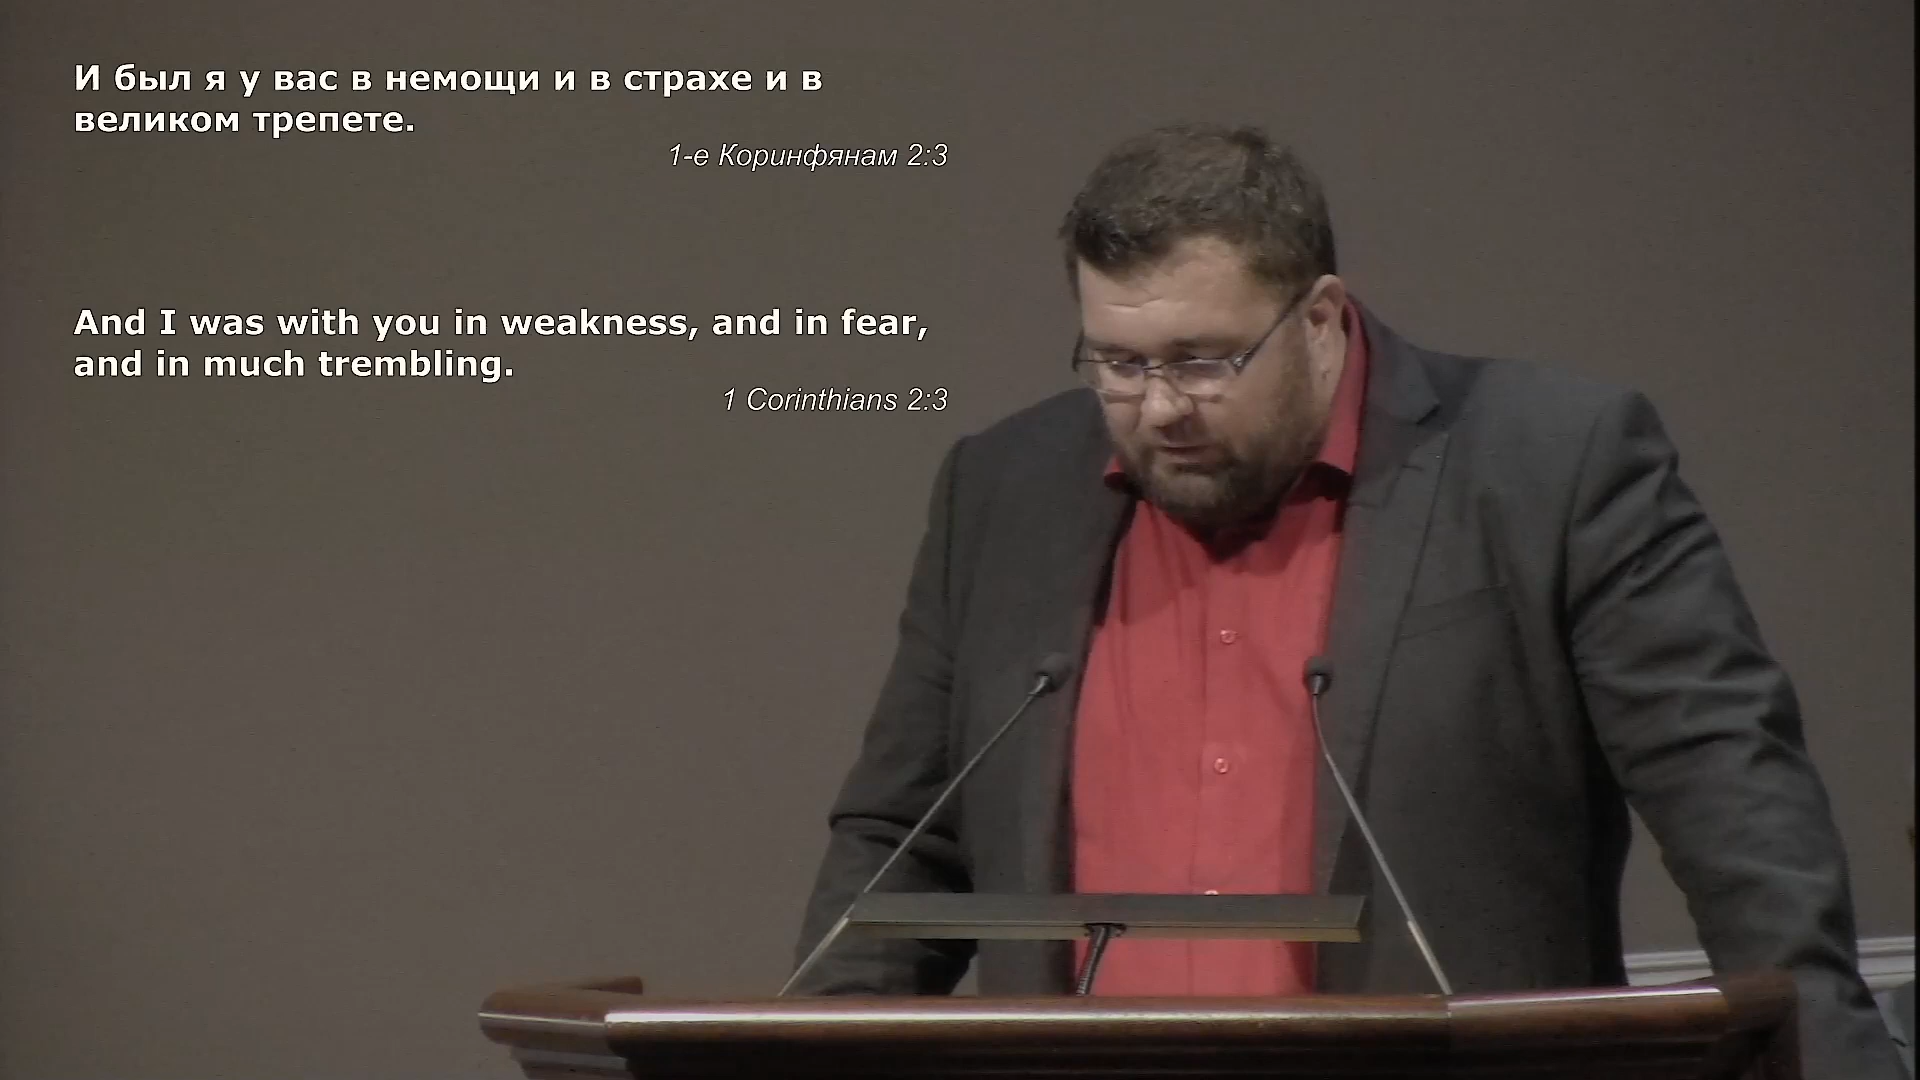 И был я у вас в немощи и в страхе и в
великом трепете.
1-е Коринфянам 2:3
And I was with you in weakness, and in fear,
and in much trembling.
1 Corinthians 2:3